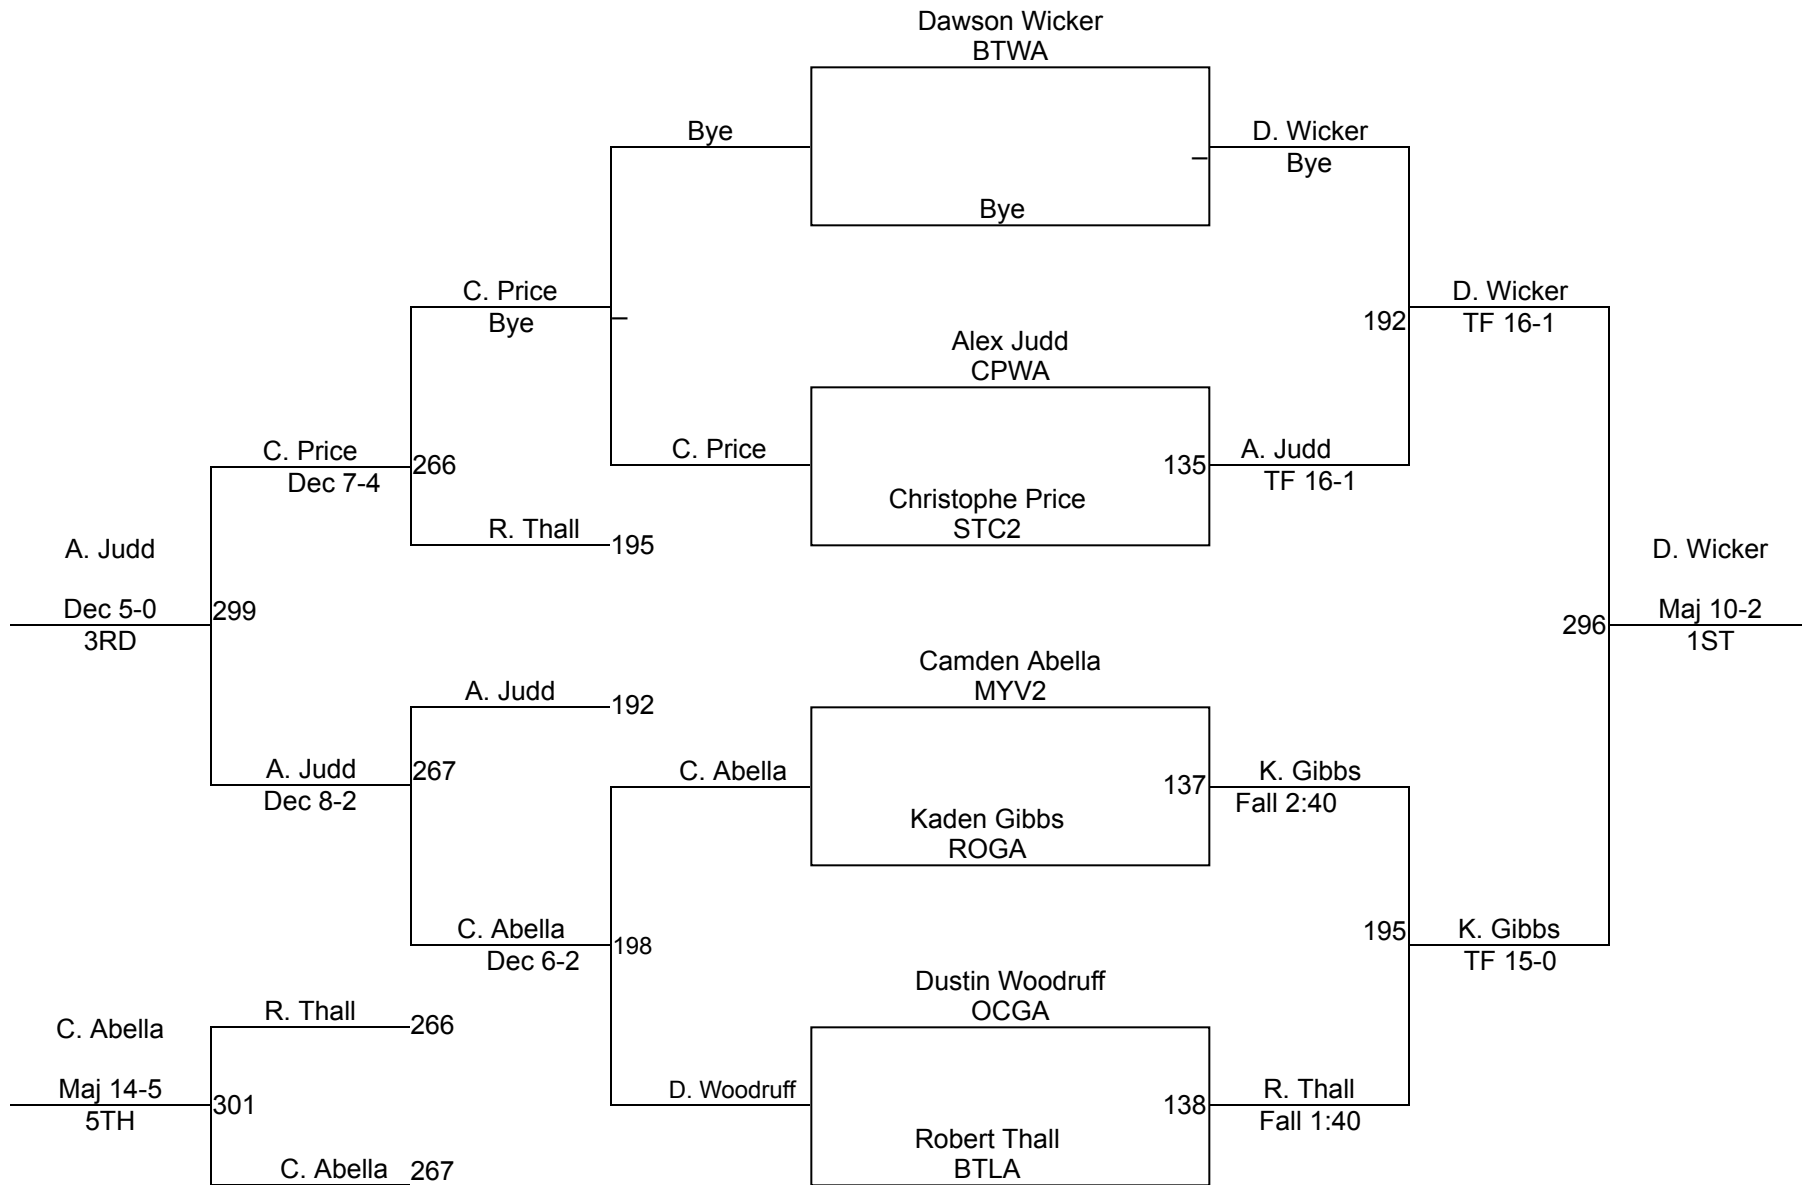 Dawson Wicker
BTWA
Bye
D. Wicker
Bye
Bye
C. Price
Bye
D. Wicker
TF 16-1
192
Alex Judd
CPWA
C. Price
Dec 7-4
266
C. Price
135
A. Judd
TF 16-1
Christophe Price
STC2
R. Thall
195
A. Judd
Dec 5-0
3RD
299
D. Wicker
Maj 10-2
1ST
296
Camden Abella
MYV2
A. Judd
192
A. Judd
Dec 8-2
267
C. Abella
137
K. Gibbs
Fall 2:40
Kaden Gibbs
ROGA
C. Abella
Dec 6-2
198
195
K. Gibbs
TF 15-0
Dustin Woodruff
OCGA
R. Thall
266
C. Abella
Maj 14-5
5TH
301
D. Woodruff
138
R. Thall
Fall 1:40
Robert Thall
BTLA
C. Abella
267